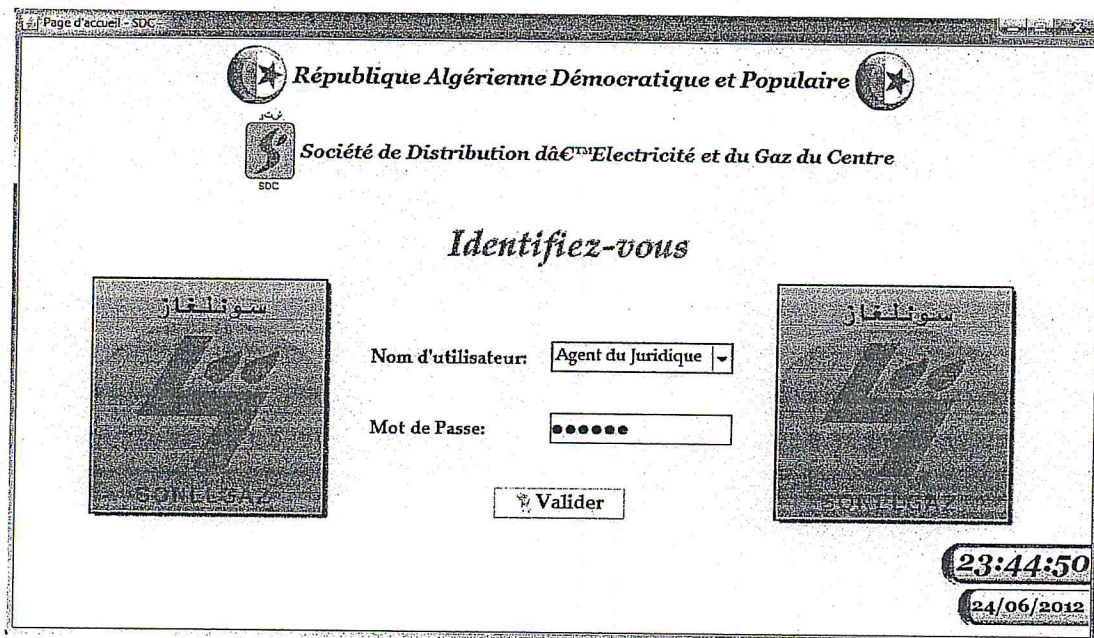 Page d'accueil - SDC
République Algérienne Démocratique et Populaire
SDC
Société de Distribution dâ€™Electricité et du Gaz du Centre
Identifiez-vous
سونلغاز
سونلغاز
Nom d'utilisateur: Agent du Juridique
Mot de Passe: ●●●●●●
SONELGAZ
SONELGAZ
Valider
23:44:50
24/06/2012